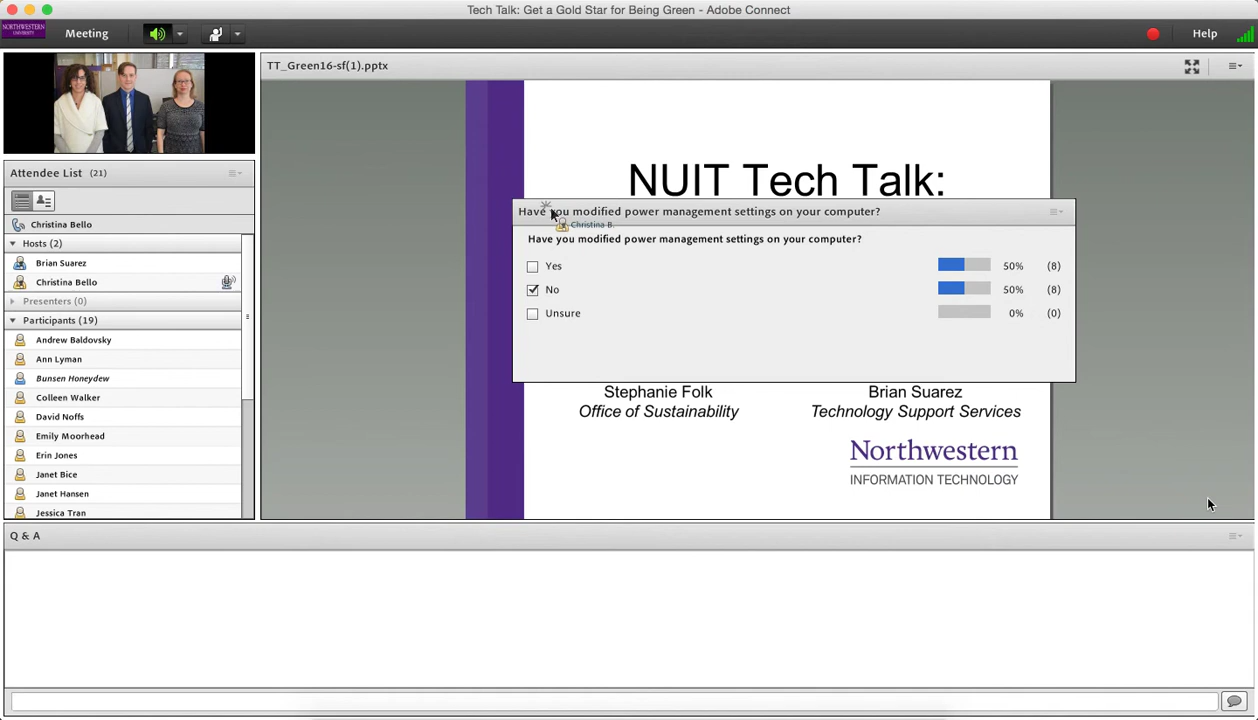 Tech Talk: Get a Gold Star for Being Green - Adobe Connect
NORTHWESTERN
UNIVERSITY
Meeting
Help
TT_Green16-sf(1).pptx
Attendee List (21)
Christina Bello
Hosts (2)
Brian Suarez
Christina Bello
Presenters (0)
Participants (19)
Andrew Baldovsky
Ann Lyman
Bunsen Honeydew
Colleen Walker
David Noffs
Emily Moorhead
Erin Jones
Janet Bice
Janet Hansen
Jessica Tran
NUIT Tech Talk:
Have you modified power management settings on your computer?
Christina B.
Have you modified power management settings on your computer?
Yes 50% (8)
No 50% (8)
Unsure 0% (0)
Stephanie Folk
Office of Sustainability
Brian Suarez
Technology Support Services
Northwestern
INFORMATION TECHNOLOGY
Q & A